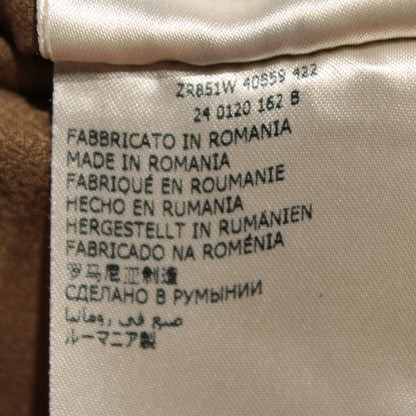 ZR851W 40859 422
24 0120 162 B
FABBRICATO IN ROMANIA
MADE IN ROMANIA
FABRIQUÉ EN ROUMANIE
HECHO EN RUMANIA
HERGESTELLT IN RUMÄNIEN
FABRICADO NA ROMÉNIA
罗马尼亚制造
СДЕЛАНО В РУМЫНИИ
صنع في رومانيا
ルーマニア製